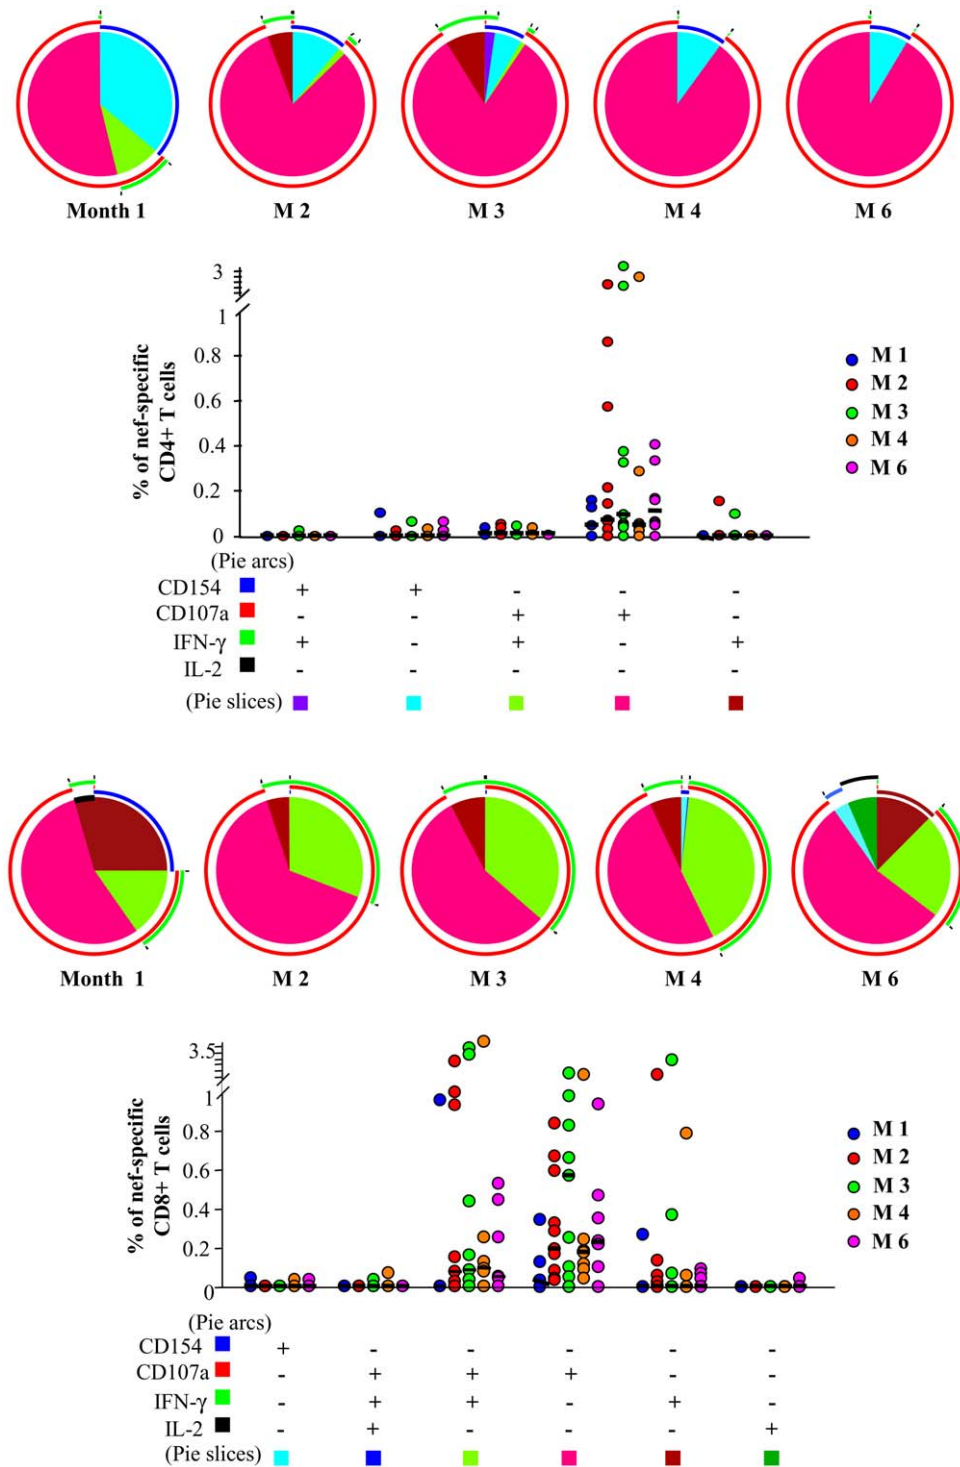 Month 1 M 2 M 3 M 4 M 6
3
1
0.8
0.6
0.4
0.2
0
% of nef-specific
CD4+ T cells
M 1
M 2
M 3
M 4
M 6
(Pie arcs)
CD154 + + - - -
CD107a - - + + -
IFN-γ + - + - +
IL-2 - - - - -
(Pie slices)
Month 1 M 2 M 3 M 4 M 6
3.5
1
0.8
0.6
0.4
0.2
0
% of nef-specific
CD8+ T cells
M 1
M 2
M 3
M 4
M 6
(Pie arcs)
CD154 + - - - - -
CD107a - + + + - -
IFN-γ - + + - + -
IL-2 - + - - - +
(Pie slices)